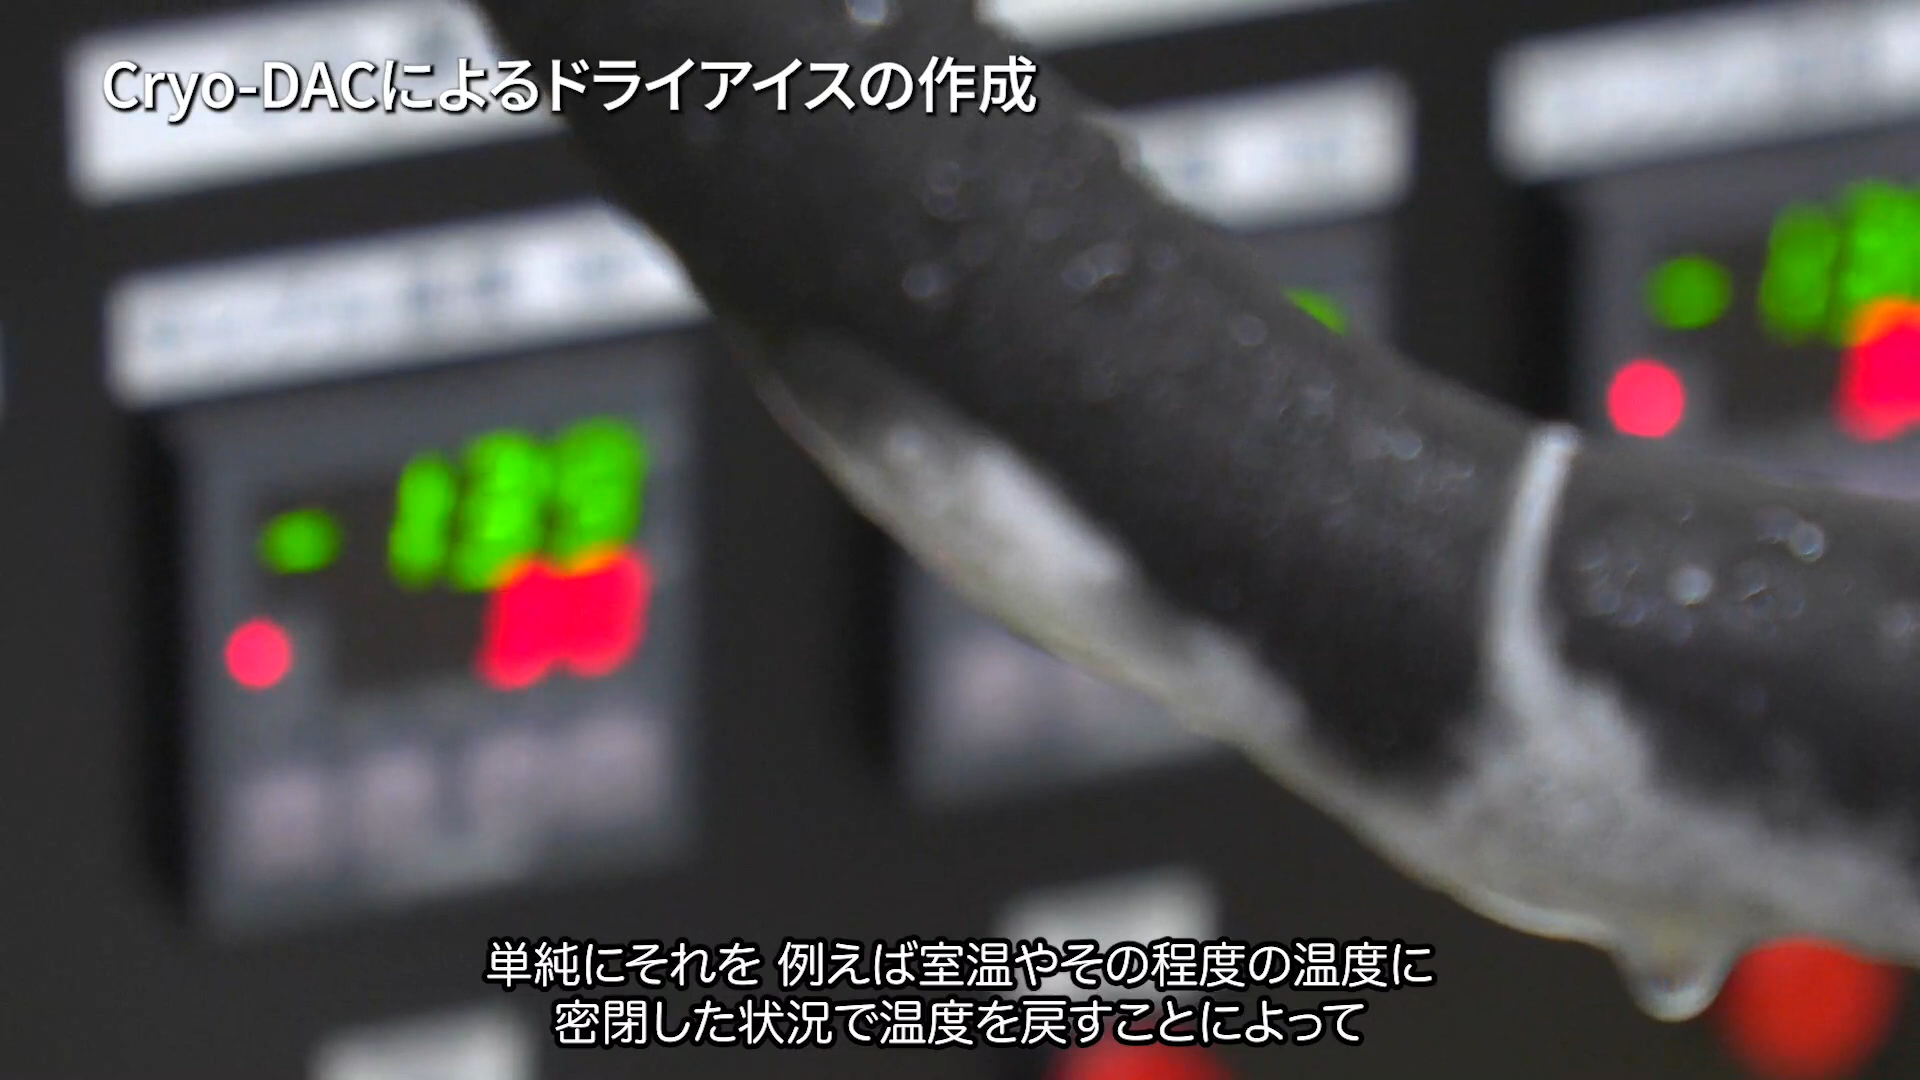 Cryo-DACによるドライアイスの作成
単純にそれを 例えば室温やその程度の温度に
密閉した状況で温度を戻すことによって